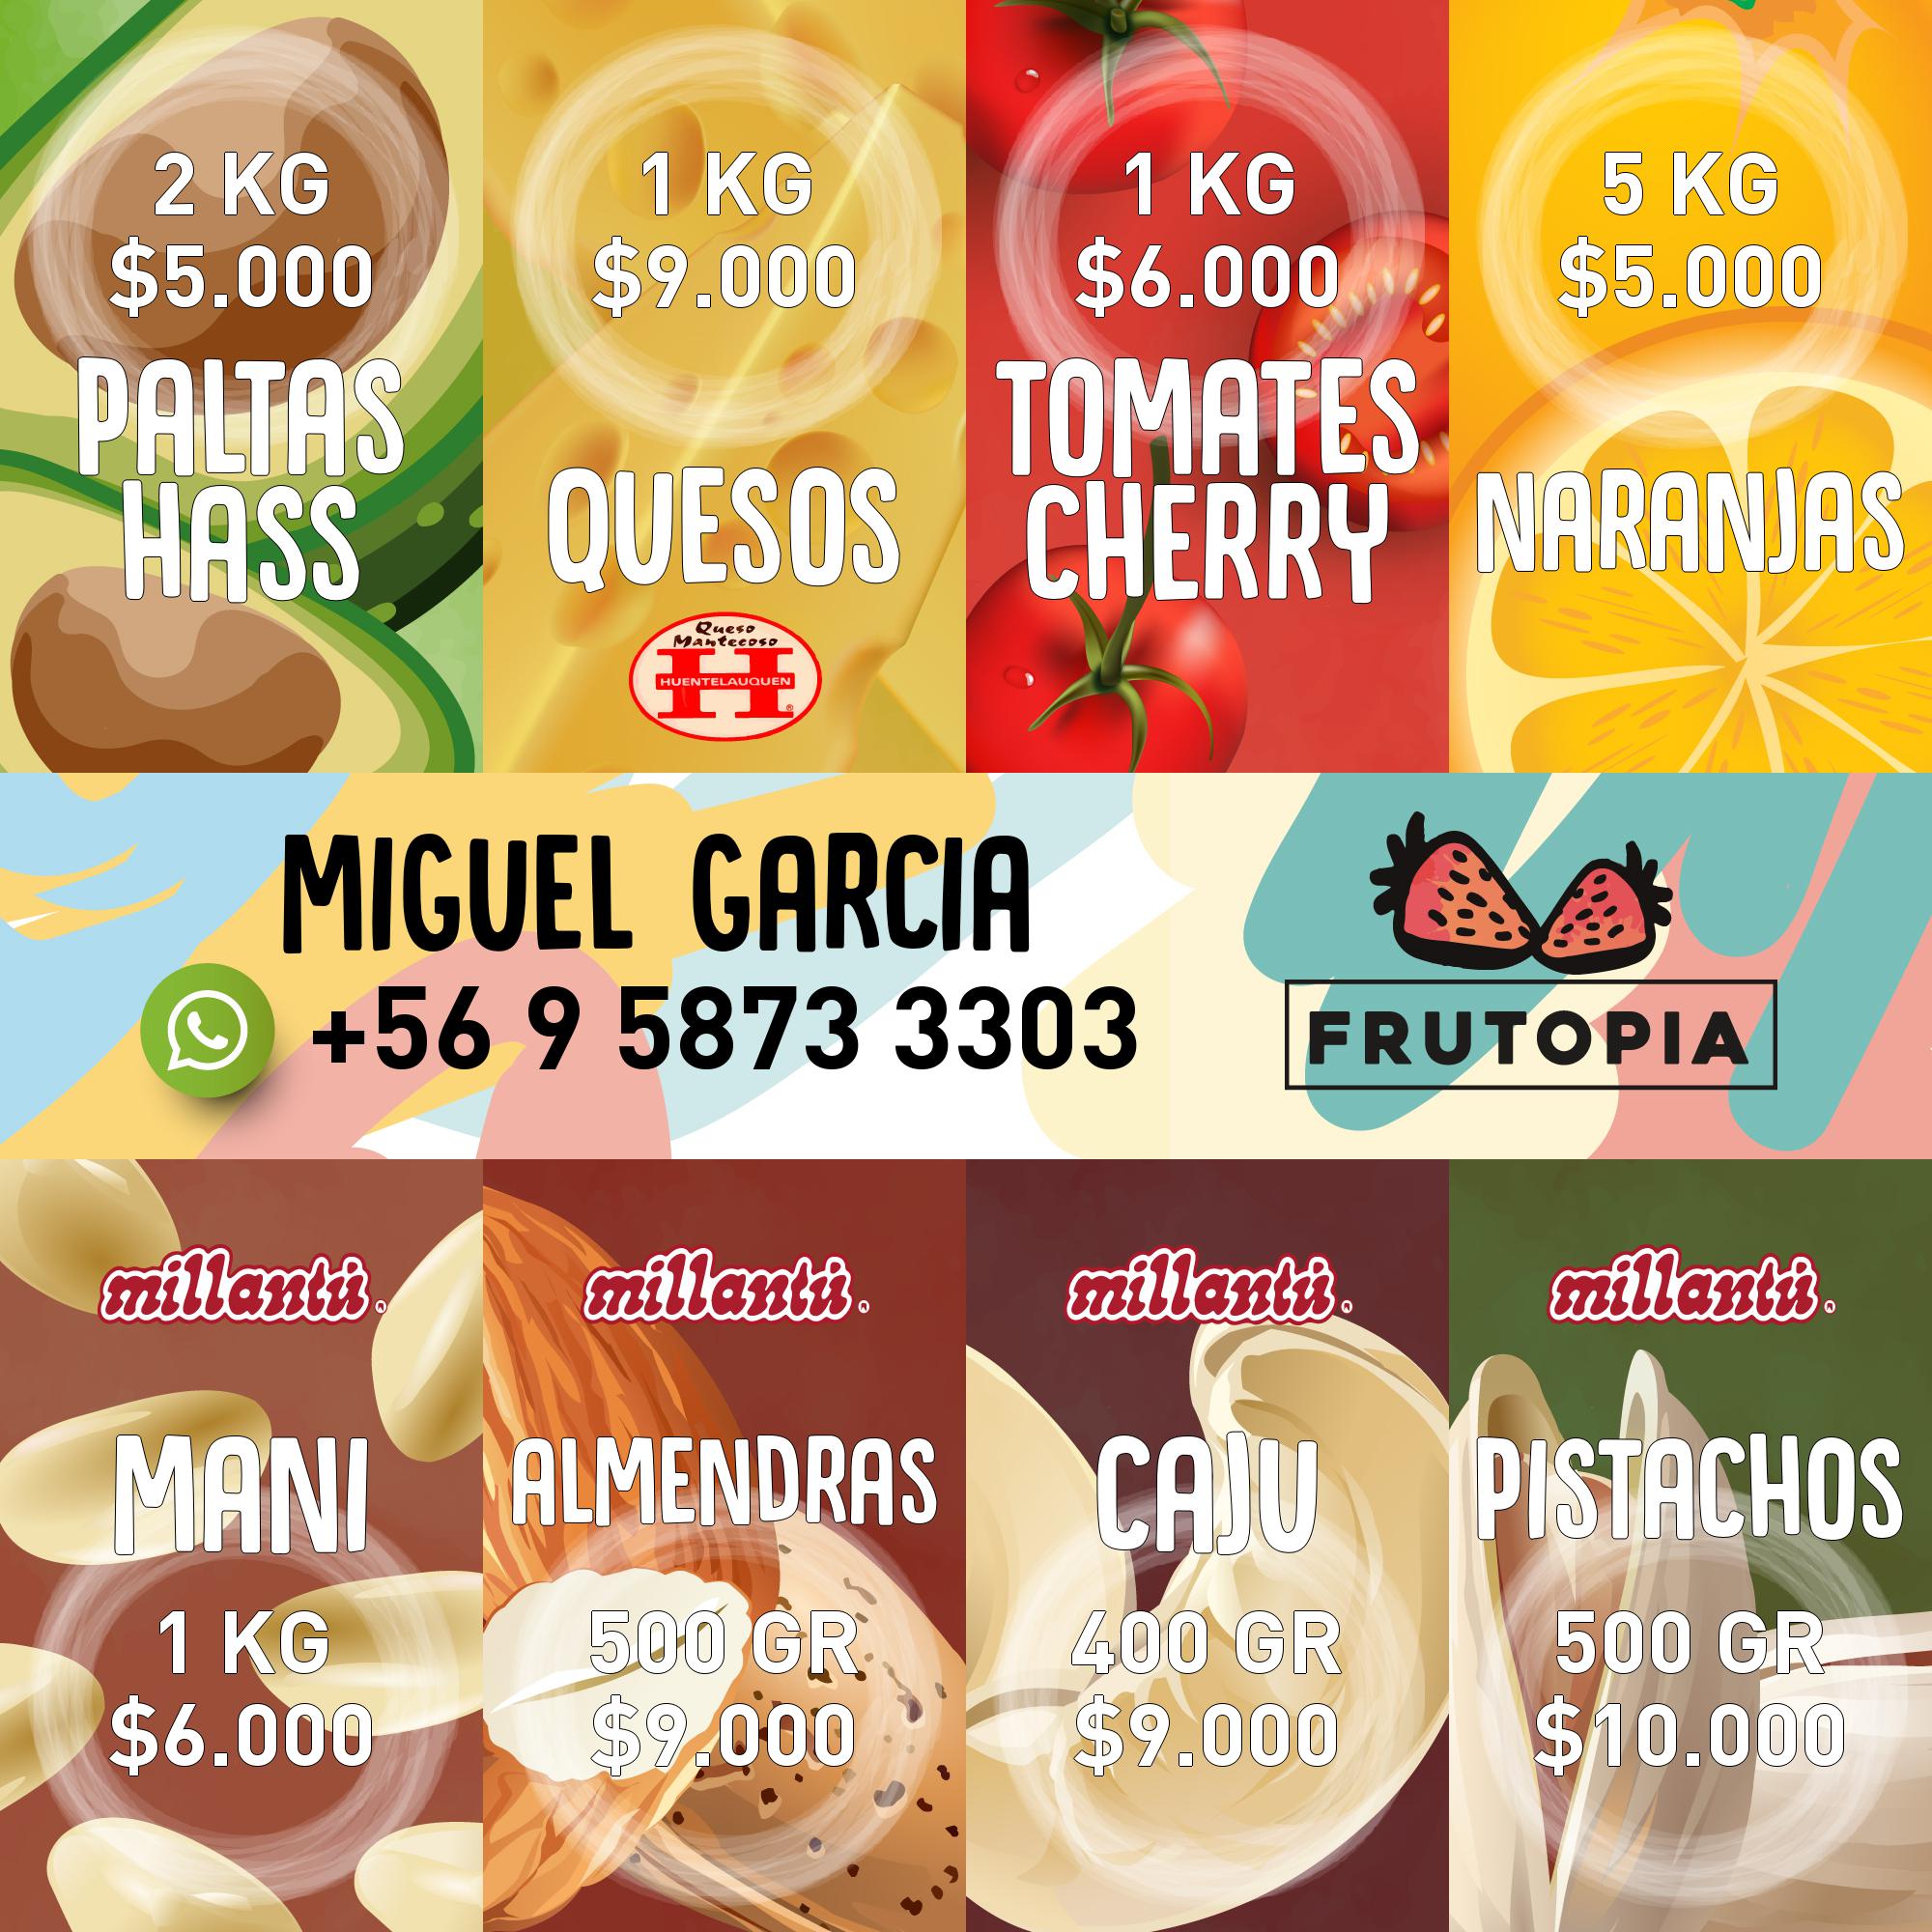 2 KG
$5.000
PALTAS
HASS
1 KG
$9.000
QUESOS
Queso
Mantecoso
H
HUENTELAUQUEN
®
1 KG
$6.000
TOMATES
CHERRY
5 KG
$5.000
NARANJAS
MIGUEL GARCIA
+56 9 5873 3303
FRUTOPIA
millantú®
MANI
1 KG
$6.000
millantú®
ALMENDRAS
500 GR
$9.000
millantú®
CAJU
400 GR
$9.000
millantú®
PISTACHOS
500 GR
$10.000